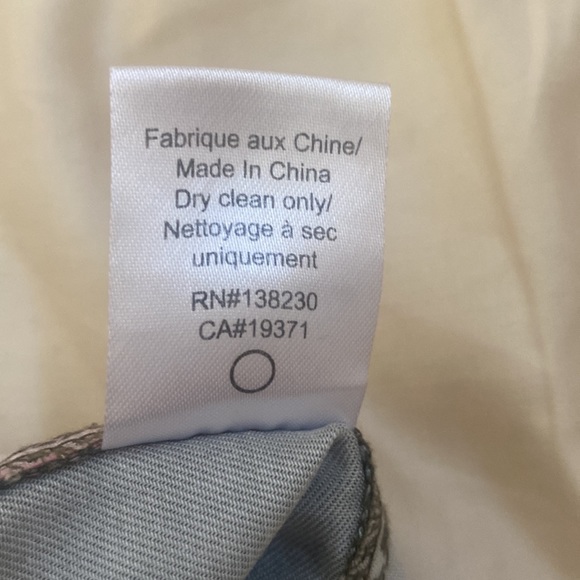 Fabrique aux Chine/
Made In China
Dry clean only/
Nettoyage à sec
uniquement
RN#138230
CA#19371